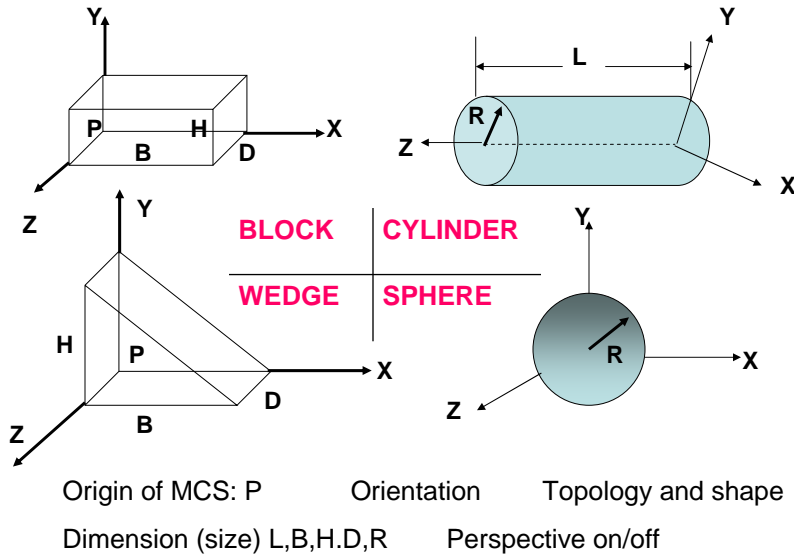 Y
P
H
X
B
D
Z
L
R
Z
Y
X
BLOCK CYLINDER
WEDGE SPHERE
Y
H
P
X
B
D
Z
Y
R
X
Z
Origin of MCS: P Orientation Topology and shape
Dimension (size) L,B,H.D,R Perspective on/off